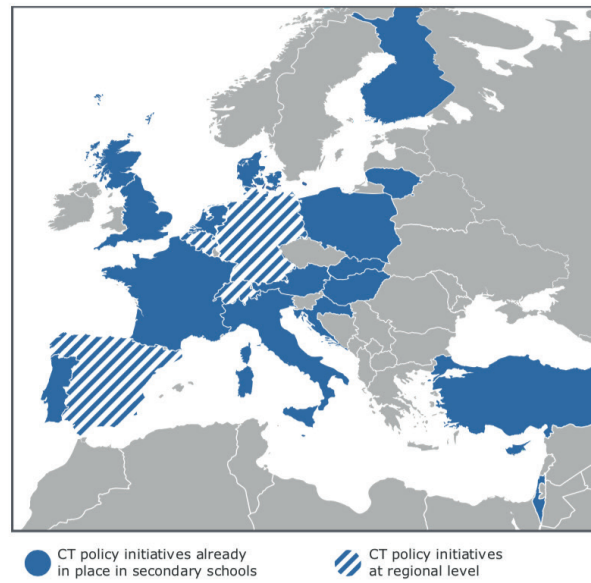 CT policy initiatives already
in place in secondary schools
CT policy initiatives
at regional level